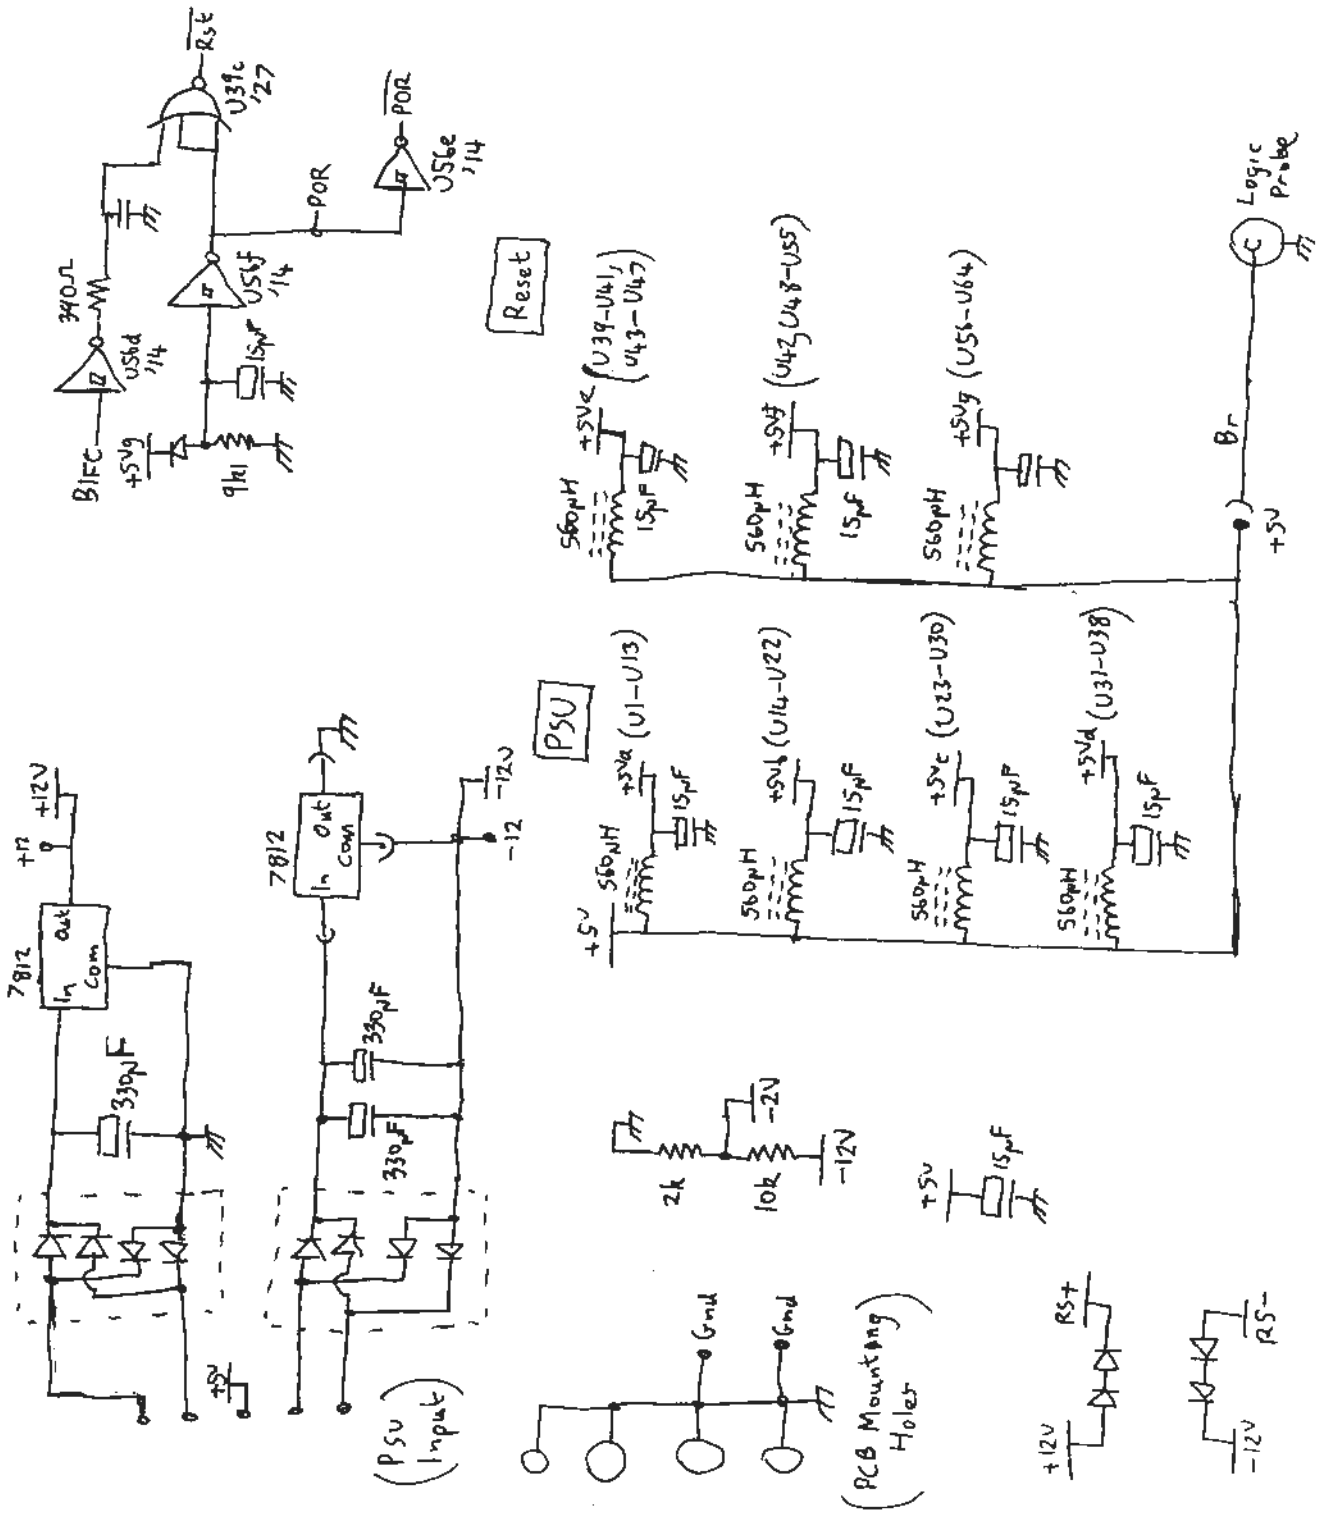 (PSU
Input)
+5V
330µF
7812
In
Out
Com
+12
+12V
330µF
330µF
7812
In
Out
Com
-12
-12V
PSU
BIFC
U56d
'14
340Ω
+5Vg
9k1
15µF
U56f
'14
U39c
'27
Rst
POR
U56e
'14
POR
Reset
Gnd
Gnd
(PCB Mounting
Holes)
2k
10k
-2V
-12V
+5V
15µF
+12V
RS+
-12V
RS-
+5V
560µH
+5Va (U1-U13)
15µF
560µH
+5Vb (U14-U22)
15µF
560µH
+5Vc (U23-U30)
15µF
560µH
+5Vd (U31-U38)
15µF
560µH
+5Ve (U39-U41,
U43-U47)
15µF
560µH
+5Vf (U42, U48-U55)
15µF
560µH
+5Vg (U56-U64)
+5V
Br
C
Logic
Probe